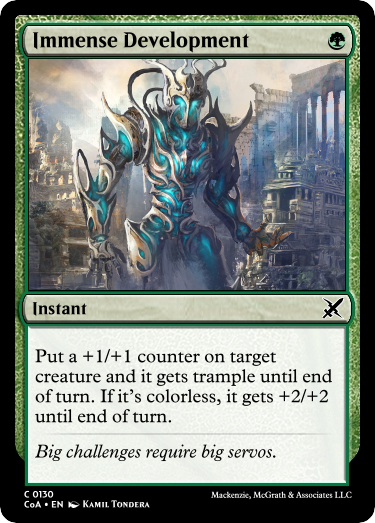 Immense Development
Instant
Put a +1/+1 counter on target
creature and it gets trample until end
of turn. If it's colorless, it gets +2/+2
until end of turn.
Big challenges require big servos.
C 0130
CoA • EN Kamil Tondera
Mackenzie, McGrath & Associates LLC